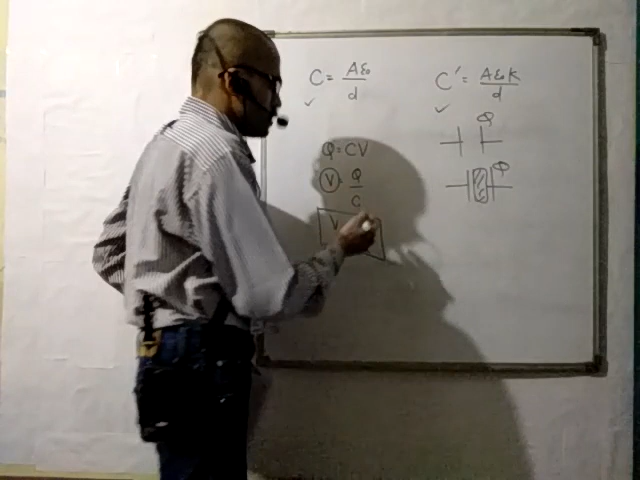 C = Aε₀/d
✓
Q = CV
V = Q/C
V
C' = Aε₀k/d
✓
Q
Q